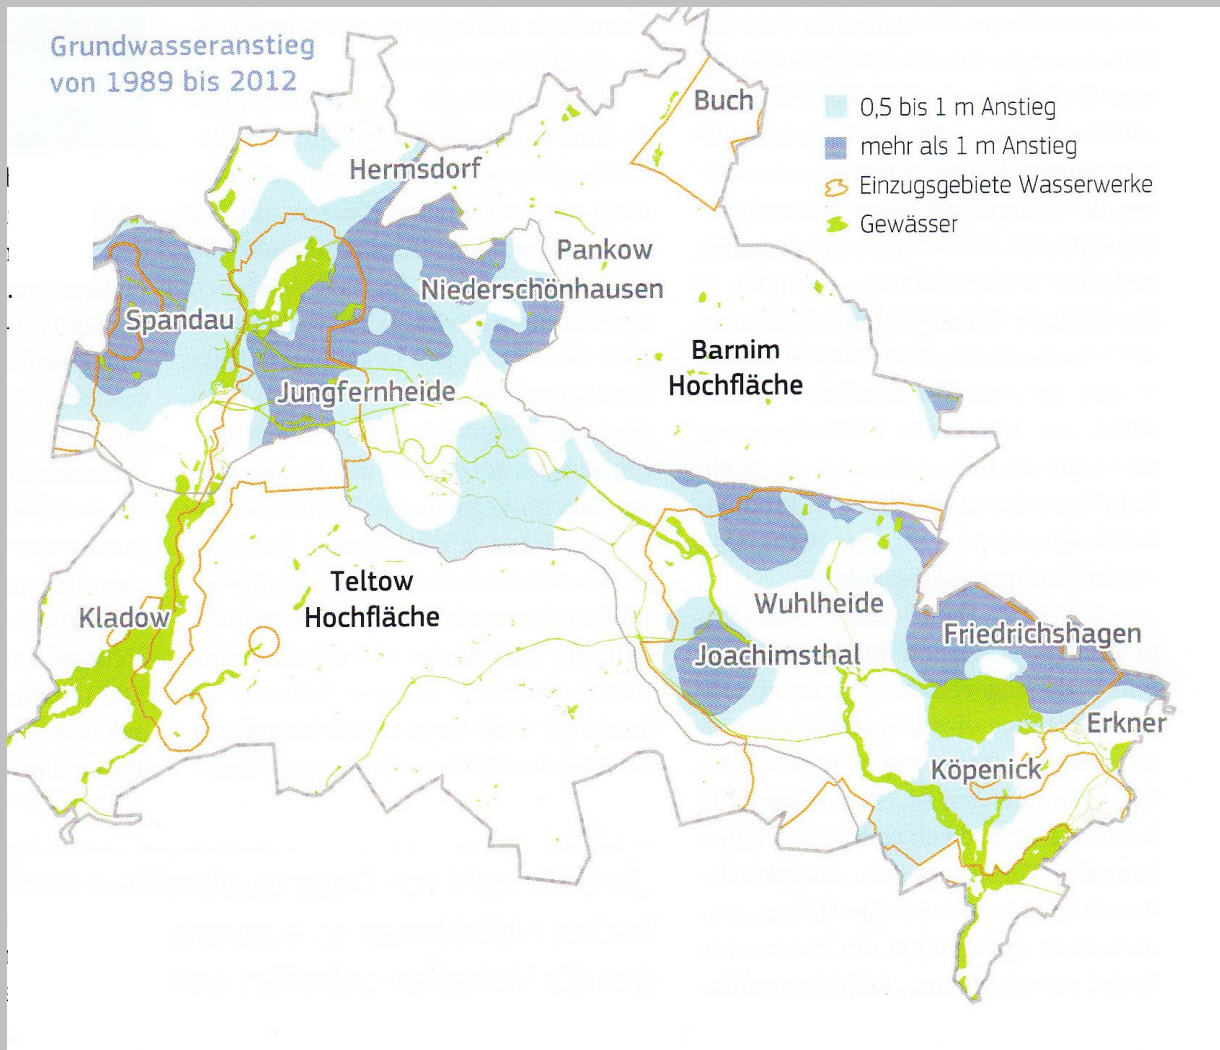 Grundwasseranstieg
von 1989 bis 2012
0,5 bis 1 m Anstieg
mehr als 1 m Anstieg
Einzugsgebiete Wasserwerke
Gewässer
Buch
Hermsdorf
Pankow
Niederschönhausen
Spandau
Barnim
Hochfläche
Jungfernheide
Teltow
Hochfläche
Kladow
Wuhlheide
Friedrichshagen
Joachimsthal
Erkner
Köpenick